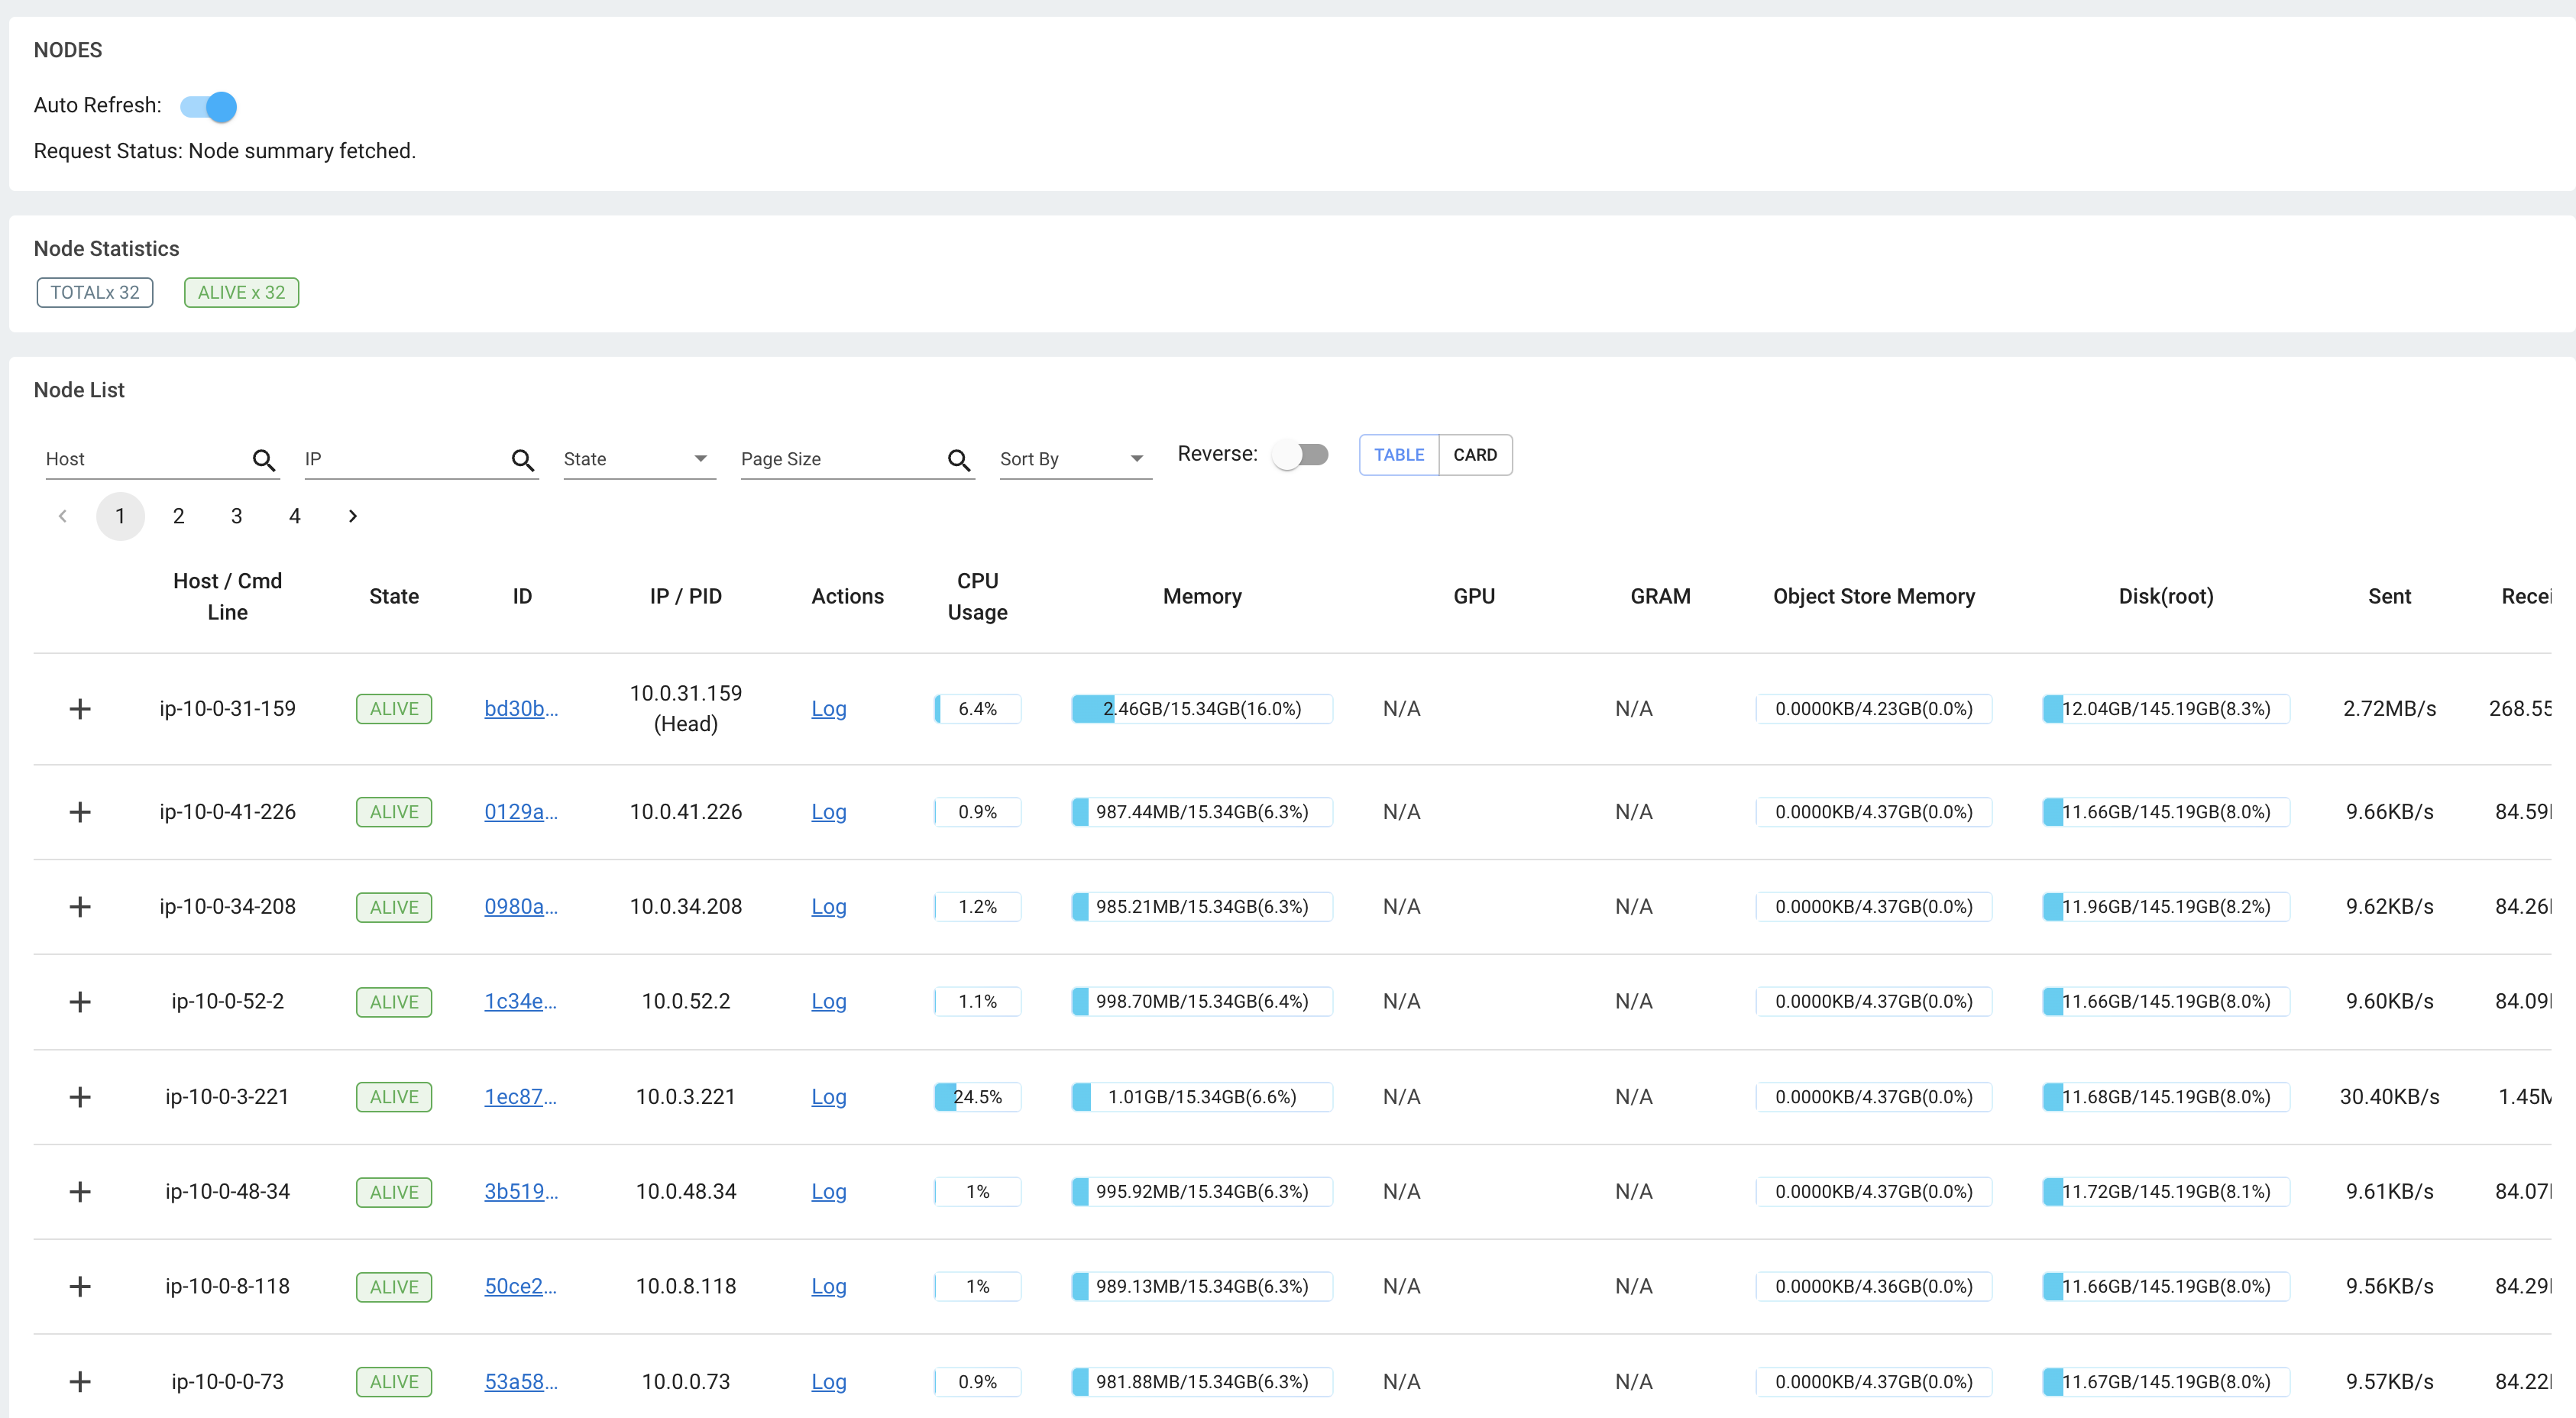 NODES
Auto Refresh:
Request Status: Node summary fetched.
Node Statistics
TOTALx 32 ALIVE x 32
Node List
Host IP State Page Size Sort By Reverse: TABLE CARD
1 2 3 4
Host / Cmd Line State ID IP / PID Actions CPU Usage Memory GPU GRAM Object Store Memory Disk(root) Sent
ip-10-0-31-159 ALIVE bd30b... 10.0.31.159 (Head) Log 6.4% 2.46GB/15.34GB(16.0%) N/A N/A 0.0000KB/4.23GB(0.0%) 12.04GB/145.19GB(8.3%) 2.72MB/s 268.55
ip-10-0-41-226 ALIVE 0129a... 10.0.41.226 Log 0.9% 987.44MB/15.34GB(6.3%) N/A N/A 0.0000KB/4.37GB(0.0%) 11.66GB/145.19GB(8.0%) 9.66KB/s 84.59
ip-10-0-34-208 ALIVE 0980a... 10.0.34.208 Log 1.2% 985.21MB/15.34GB(6.3%) N/A N/A 0.0000KB/4.37GB(0.0%) 11.96GB/145.19GB(8.2%) 9.62KB/s 84.26
ip-10-0-52-2 ALIVE 1c34e... 10.0.52.2 Log 1.1% 998.70MB/15.34GB(6.4%) N/A N/A 0.0000KB/4.37GB(0.0%) 11.66GB/145.19GB(8.0%) 9.60KB/s 84.09
ip-10-0-3-221 ALIVE 1ec87... 10.0.3.221 Log 24.5% 1.01GB/15.34GB(6.6%) N/A N/A 0.0000KB/4.37GB(0.0%) 11.68GB/145.19GB(8.0%) 30.40KB/s 1.45
ip-10-0-48-34 ALIVE 3b519... 10.0.48.34 Log 1% 995.92MB/15.34GB(6.3%) N/A N/A 0.0000KB/4.37GB(0.0%) 11.72GB/145.19GB(8.1%) 9.61KB/s 84.07
ip-10-0-8-118 ALIVE 50ce2... 10.0.8.118 Log 1% 989.13MB/15.34GB(6.3%) N/A N/A 0.0000KB/4.36GB(0.0%) 11.66GB/145.19GB(8.0%) 9.56KB/s 84.29
ip-10-0-0-73 ALIVE 53a58... 10.0.0.73 Log 0.9% 981.88MB/15.34GB(6.3%) N/A N/A 0.0000KB/4.37GB(0.0%) 11.67GB/145.19GB(8.0%) 9.57KB/s 84.22